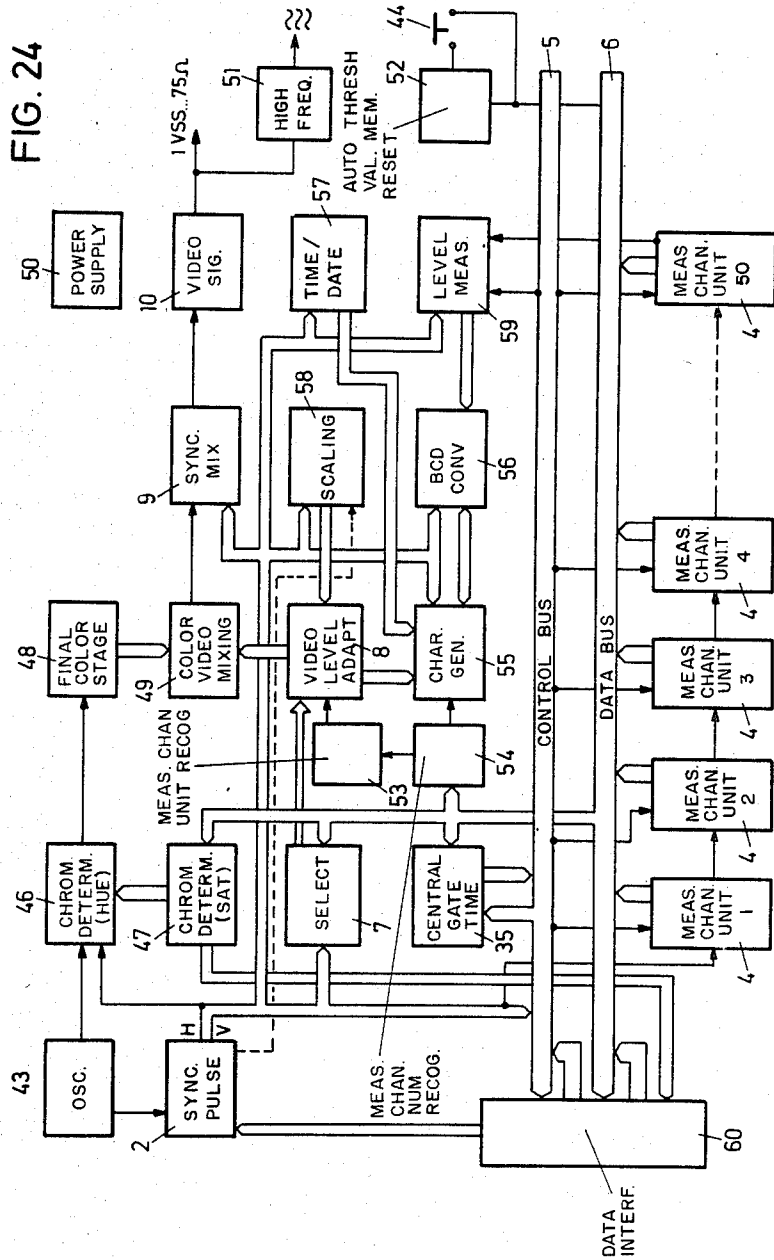 FIG. 24
43
OSC.
46
CHROM.
DETERM.
(HUE)
48
FINAL
COLOR
STAGE
50
POWER
SUPPLY
2
SYNC.
PULSE
H
V
47
CHROM.
DETERM.
(SAT)
49
COLOR
VIDEO
MIXING
9
SYNC.
MIX
10
VIDEO
SIG.
1 VSS...75Ω
51
HIGH
FREQ.
MEAS. CHAN
UNIT RECOG
7
SELECT
53
8
VIDEO
LEVEL
ADAPT
58
SCALING
57
TIME/
DATE
MEAS.
CHAN.
NUM
RECOG.
35
CENTRAL
GATE
TIME
54
55
CHAR.
GEN.
56
BCD
CONV
59
LEVEL
MEAS.
AUTO THRESH
VAL. MEM.
RESET
52
44
CONTROL BUS
5
DATA BUS
6
DATA
INTERF.
60
MEAS.
CHAN.
UNIT
1
4
MEAS.
CHAN.
UNIT
2
4
MEAS.
CHAN.
UNIT
3
4
MEAS.
CHAN.
UNIT
4
4
MEAS
CHAN.
UNIT
50
4